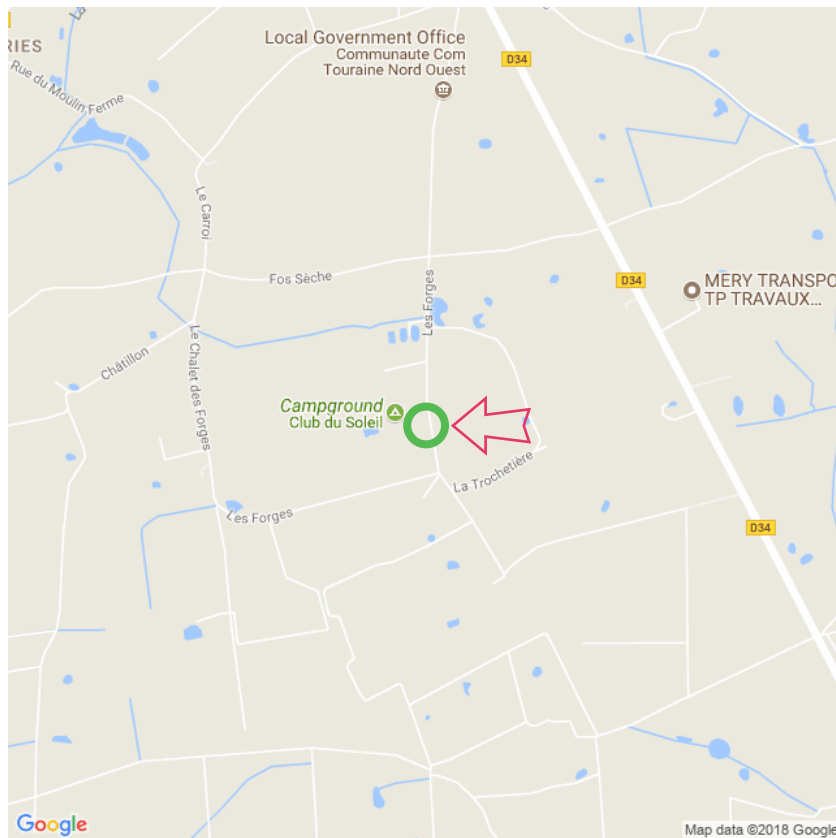 La
RIES
Rue du Moulin Ferme
Local Government Office
Communaute Com
Touraine Nord Ouest
D34
Le Carroi
Fos Sèche
Les Forges
D34
MERY TRANSPO
TP TRAVAUX...
Châtillon
Le Chalet des Forges
Campground
Club du Soleil
La Trochetière
Les Forges
D34
Google
Map data ©2018 Google